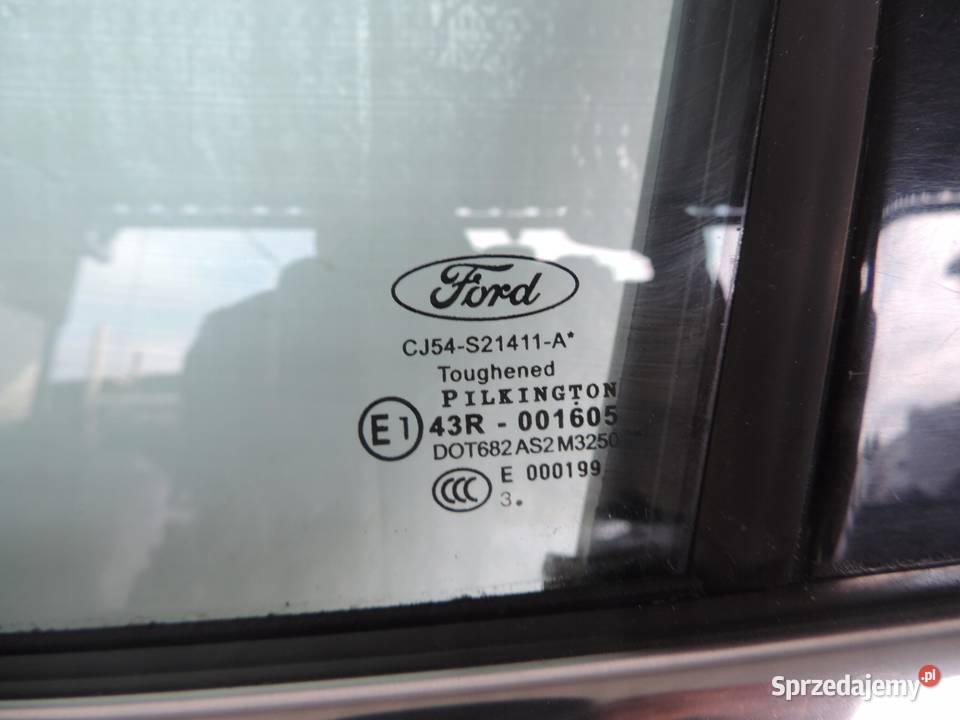 Ford
CJ54-S21411-A*
Toughened
PILKINGTON
E1 43R - 001605
DOT682 AS2 M3250
CCC E 000199
3.
Sprzedajemy.pl